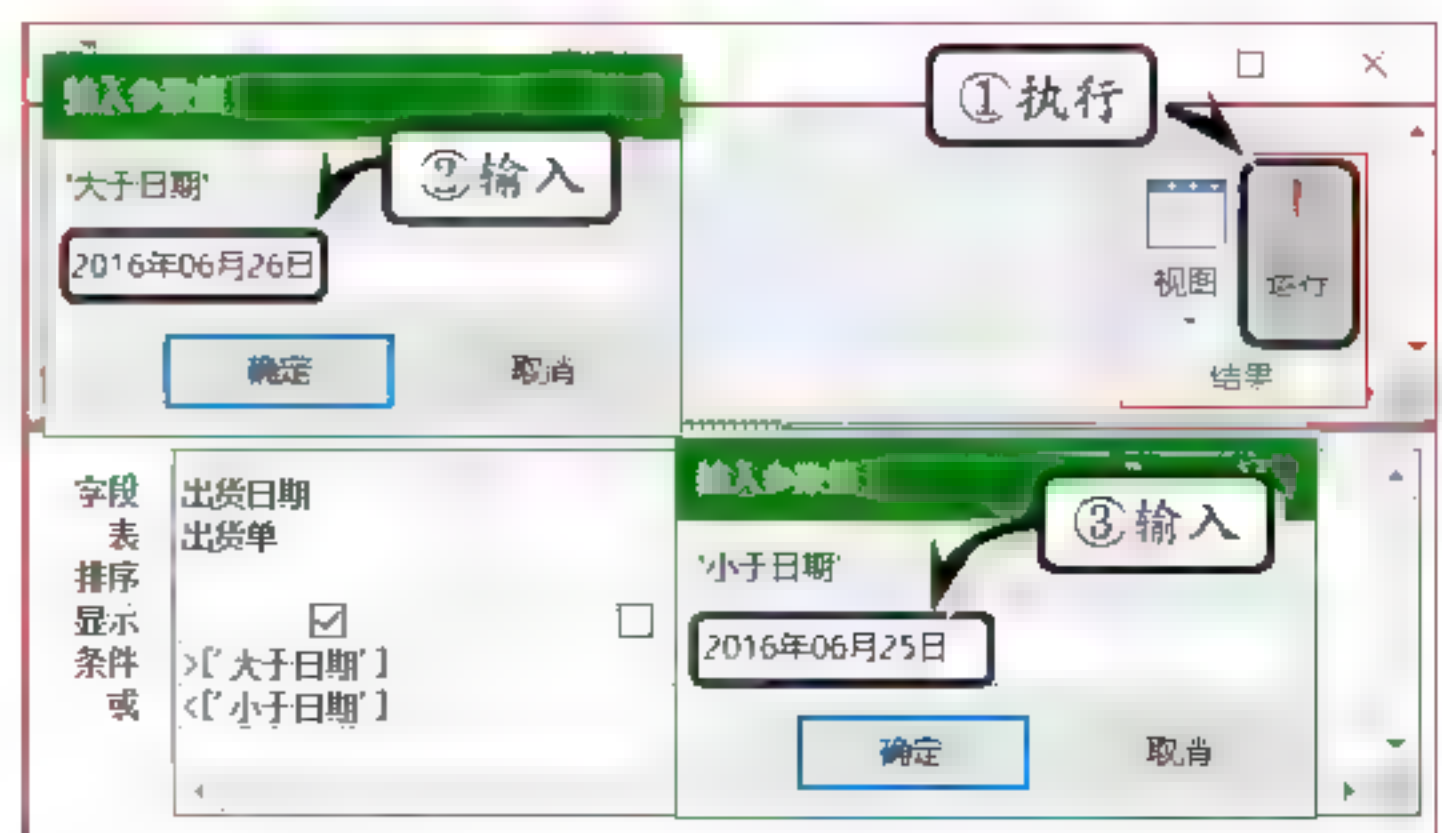 ①执行
②输入
'大于日期'
2016年06月26日
确定
取消
视图
运行
结果
字段
出货日期
表
出货单
排序
显示
条件
>['大于日期']
或
<['小于日期']
③输入
'小于日期'
2016年06月25日
确定
取消